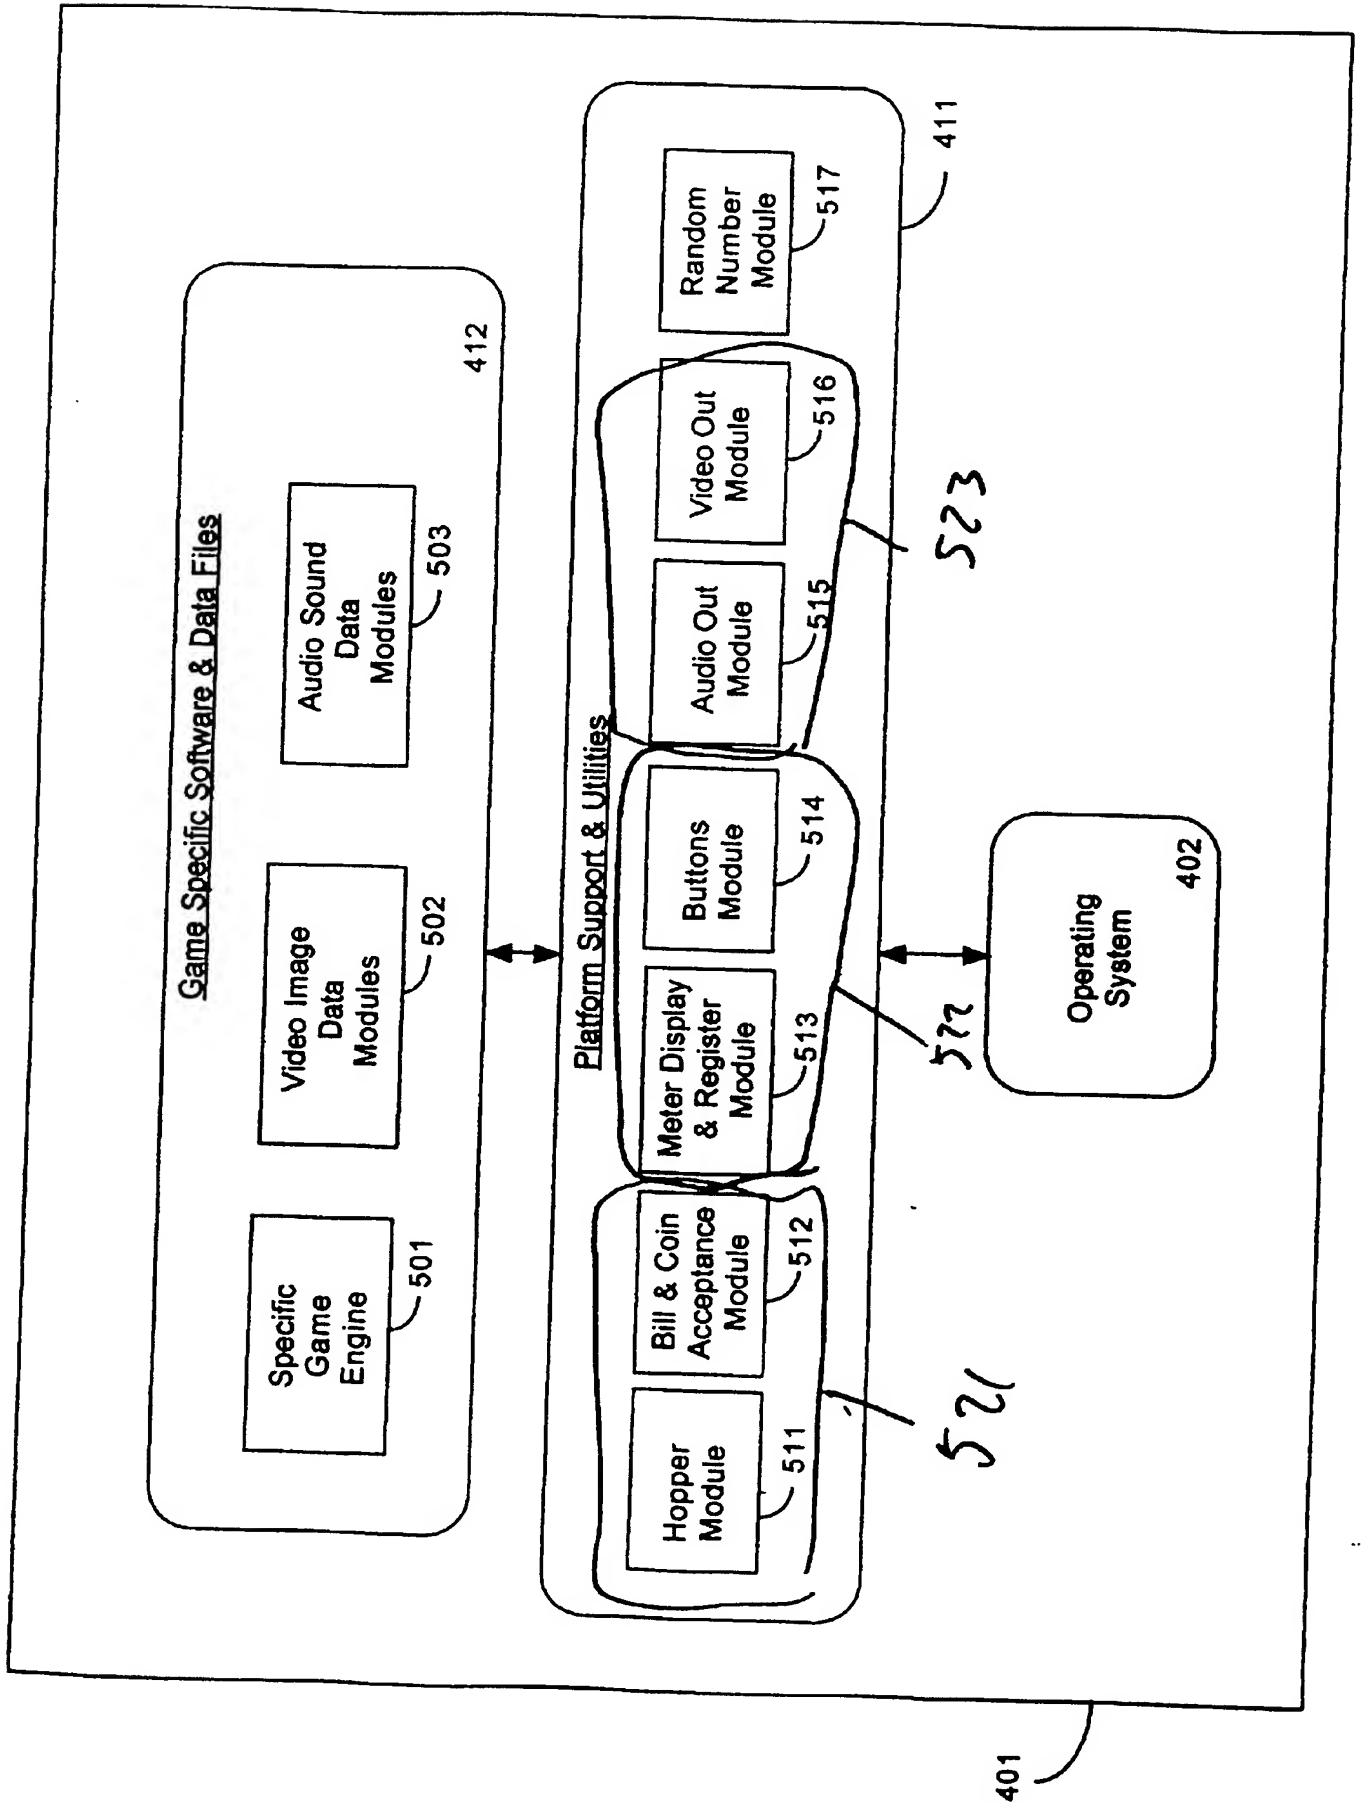 Game Specific Software & Data Files
Specific
Game
Engine
501
Video Image
Data
Modules
502
Audio Sound
Data
Modules
503
412
Platform Support & Utilities
Hopper
Module
511
Bill & Coin
Acceptance
Module
512
Meter Display
& Register
Module
513
Buttons
Module
514
Audio Out
Module
515
Video Out
Module
516
Random
Number
Module
517
411
521
522
523
Operating
System
402
401